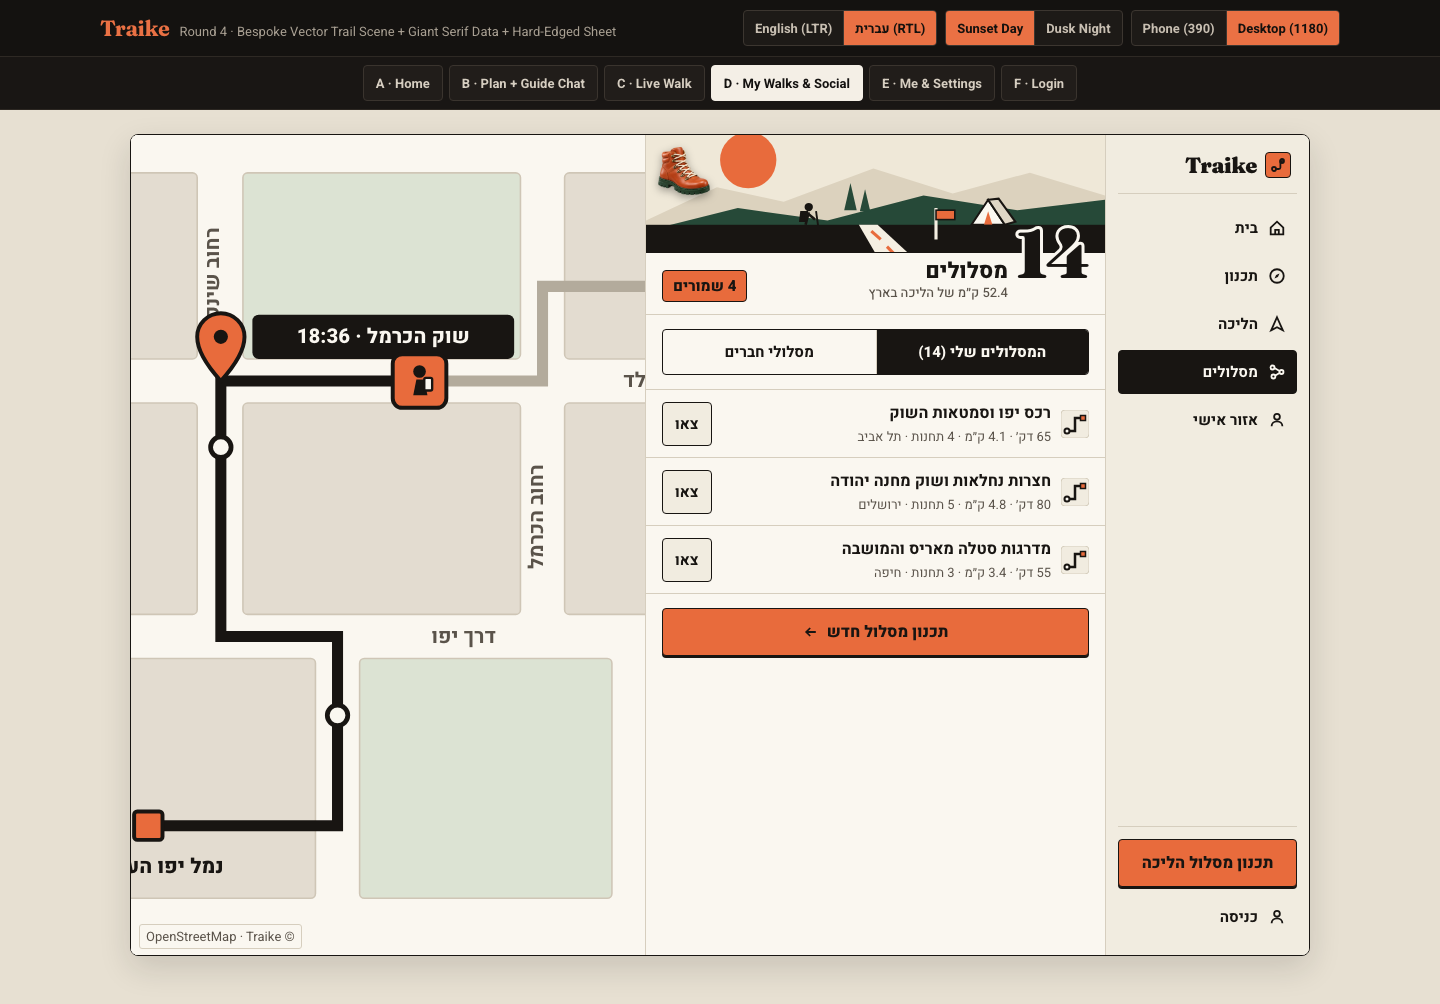 Traike Round 4 · Bespoke Vector Trail Scene + Giant Serif Data + Hard-Edged Sheet
English (LTR) עברית (RTL) Sunset Day Dusk Night Phone (390) Desktop (1180)
A · Home B · Plan + Guide Chat C · Live Walk D · My Walks & Social E · Me & Settings F · Login
Traike
בית
תכנון
הליכה
מסלולים
אזור אישי
תכנון מסלול הליכה
כניסה
14 מסלולים
52.4 ק״מ של הליכה בארץ
4 שמורים
המסלולים שלי (14)
מסלולי חברים
רכס יפו וסמטאות השוק
65 דק׳ · 4.1 ק״מ · 4 תחנות · תל אביב
צאו
חצרות נחלאות ושוק מחנה יהודה
80 דק׳ · 4.8 ק״מ · 5 תחנות · ירושלים
צאו
מדרגות סטלה מאריס והמושבה
55 דק׳ · 3.4 ק״מ · 3 תחנות · חיפה
צאו
תכנון מסלול חדש ←
רחוב
שוק הכרמל · 18:36
רחוב הכרמל
דרך יפו
נמל יפו
OpenStreetMap · Traike ©